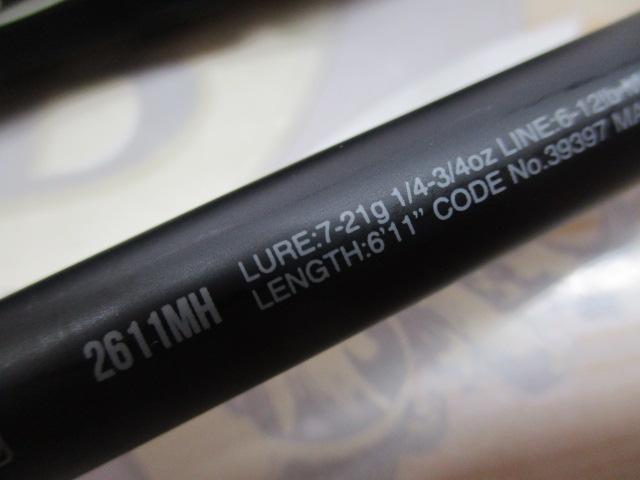 2611MH
LURE:7-21g 1/4-3/4oz LINE:6-12lb
LENGTH:6'11" CODE No.39397